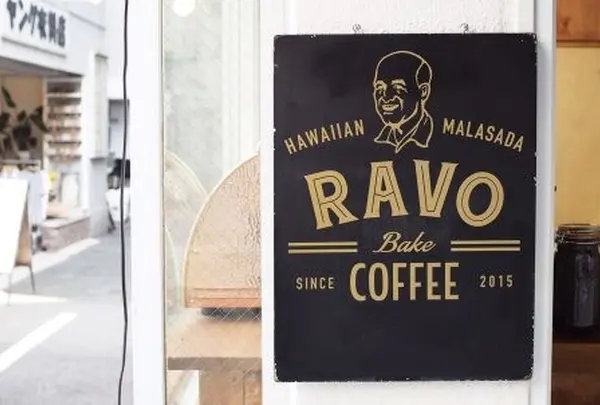 HAWAIIAN MALASADA
RAVO
Bake
COFFEE
SINCE 2015